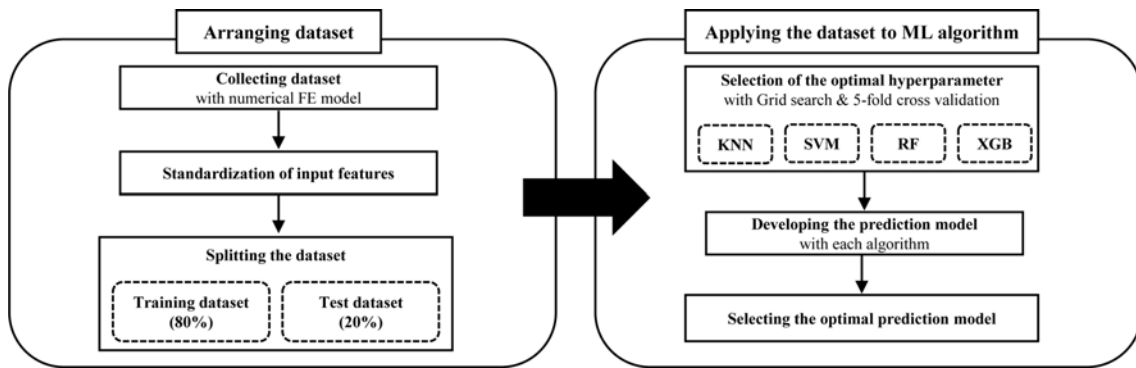 Arranging dataset
Collecting dataset
with numerical FE model
Standardization of input features
Splitting the dataset
Training dataset
(80%)
Test dataset
(20%)
Applying the dataset to ML algorithm
Selection of the optimal hyperparameter
with Grid search & 5-fold cross validation
KNN
SVM
RF
XGB
Developing the prediction model
with each algorithm
Selecting the optimal prediction model